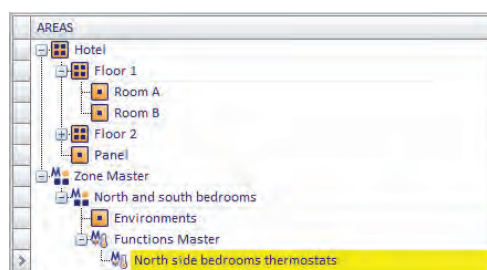 AREAS
Hotel
Floor 1
Room A
Room B
Floor 2
Panel
Zone Master
North and south bedrooms
Environments
Functions Master
North side bedrooms thermostats